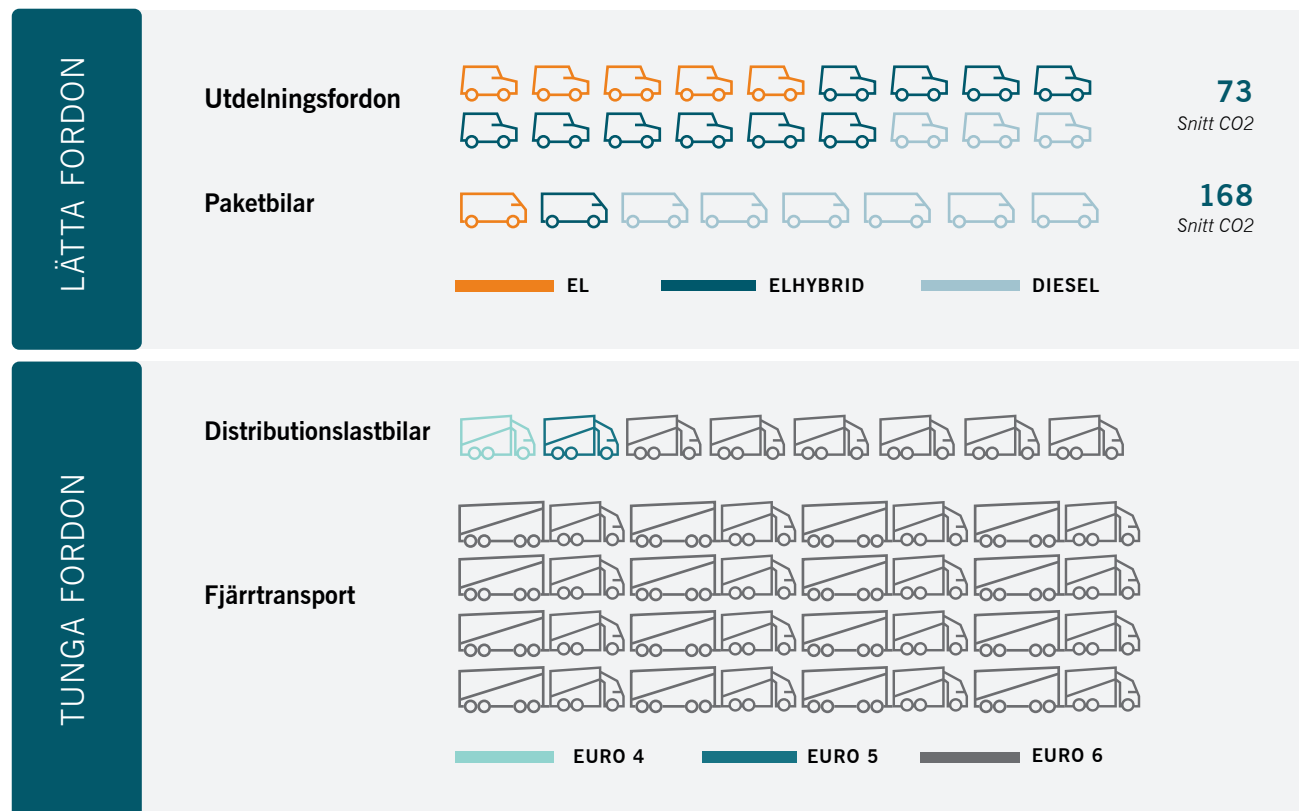 LÄTTA FORDON
Utdelningsfordon
73
Snitt CO2
Paketbilar
168
Snitt CO2
EL
ELHYBRID
DIESEL
TUNGA FORDON
Distributionslastbilar
Fjärrtransport
EURO 4
EURO 5
EURO 6